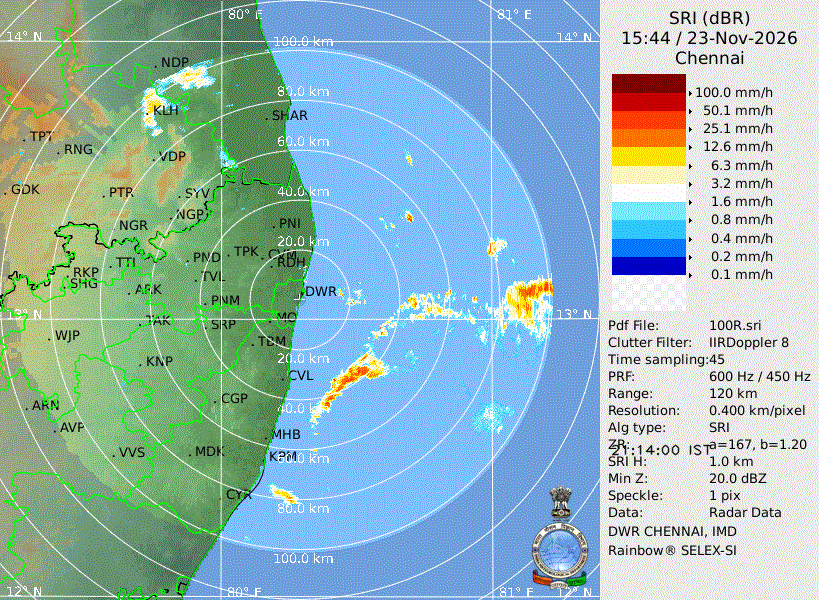 SRI (dBR)
15:44 / 23-Nov-2026
Chennai
100.0 mm/h
50.1 mm/h
25.1 mm/h
12.6 mm/h
6.3 mm/h
3.2 mm/h
1.6 mm/h
0.8 mm/h
0.4 mm/h
0.2 mm/h
0.1 mm/h
Pdf File: 100R.sri
Clutter Filter: IIRDoppler 8
Time sampling:45
PRF: 600 Hz / 450 Hz
Range: 120 km
Resolution: 0.400 km/pixel
Alg type: SRI
ZR: a=167, b=1.20
21:14:00 IST
SRI H: 1.0 km
Min Z: 20.0 dBZ
Speckle: 1 pix
Data: Radar Data
DWR CHENNAI, IMD
Rainbow® SELEX-SI
80° E
81° E
14° N
14° N
100.0 km
NDP
80.0 km
KLH
SHAR
TPT
60.0 km
RNG
VDP
GDK
PTR
SYV
40.0 km
NGP
NGR
PNI
20.0 km
TPK
PND
RDH
TTI
RKP
TVL
SHG
ARK
DWR
PNM
13° N
13° N
TAK
SRP
MO
WJP
TBM
20.0 km
KNP
CVL
CGP
40.0 km
ARN
AVP
MHB
VVS
MDK
KPM
60.0 km
CYR
80.0 km
100.0 km
12° N
80° E
81° E
12° N